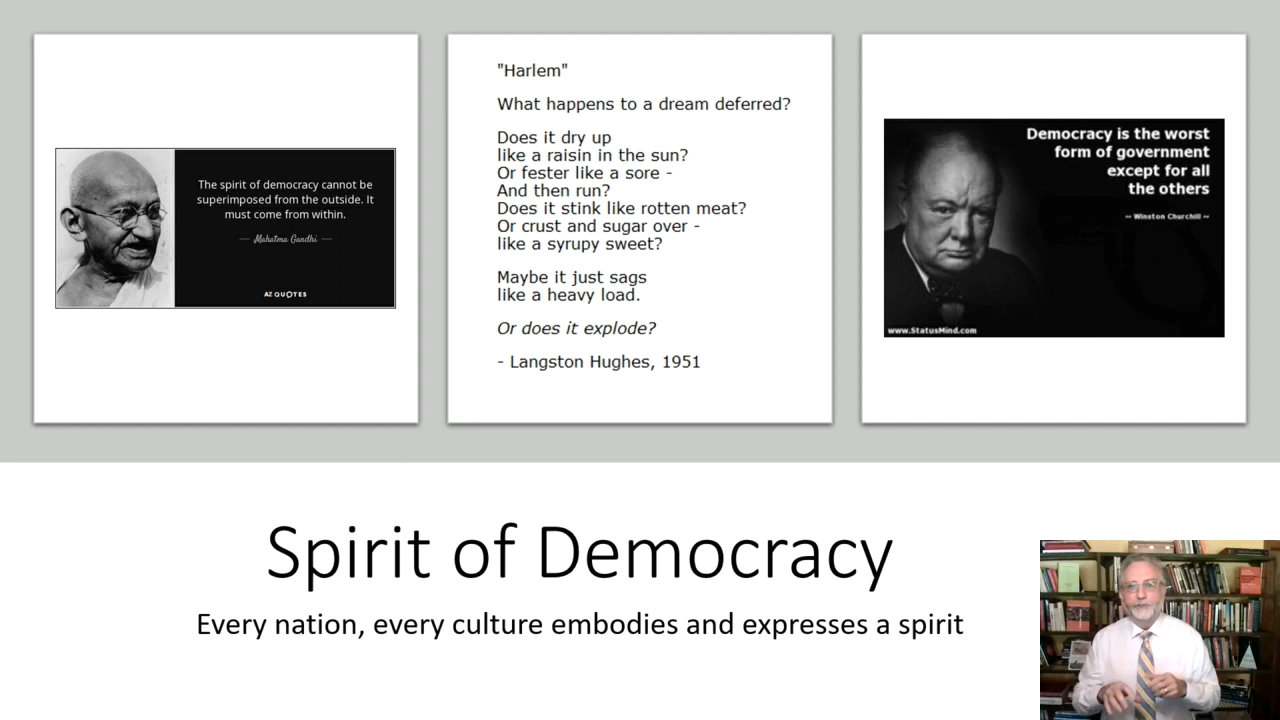 The spirit of democracy cannot be
superimposed from the outside. It
must come from within.
Mahatma Gandhi
AZ QUOTES
"Harlem"
What happens to a dream deferred?
Does it dry up
like a raisin in the sun?
Or fester like a sore -
And then run?
Does it stink like rotten meat?
Or crust and sugar over -
like a syrupy sweet?
Maybe it just sags
like a heavy load.
Or does it explode?
- Langston Hughes, 1951
Democracy is the worst
form of government
except for all
the others
~ Winston Churchill ~
www.StatusMind.com
Spirit of Democracy
Every nation, every culture embodies and expresses a spirit